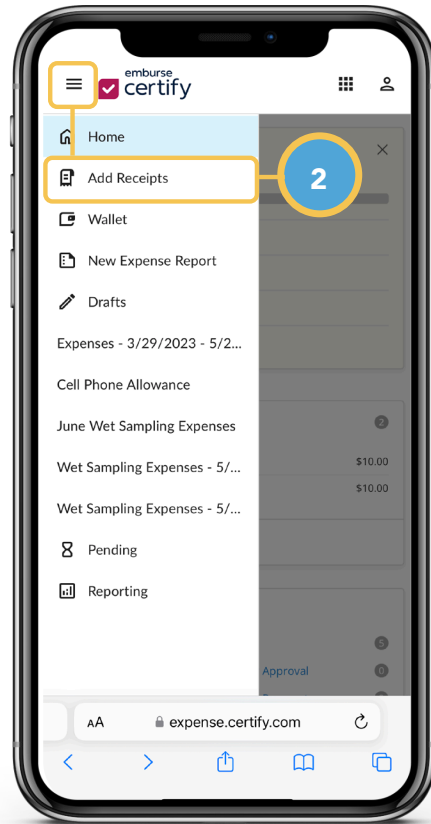 emburse
certify
Home
Add Receipts
2
Wallet
New Expense Report
Drafts
Expenses - 3/29/2023 - 5/2...
Cell Phone Allowance
June Wet Sampling Expenses
2
Wet Sampling Expenses - 5/...
$10.00
Wet Sampling Expenses - 5/...
$10.00
Pending
Reporting
5
Approval
0
AA
expense.certify.com